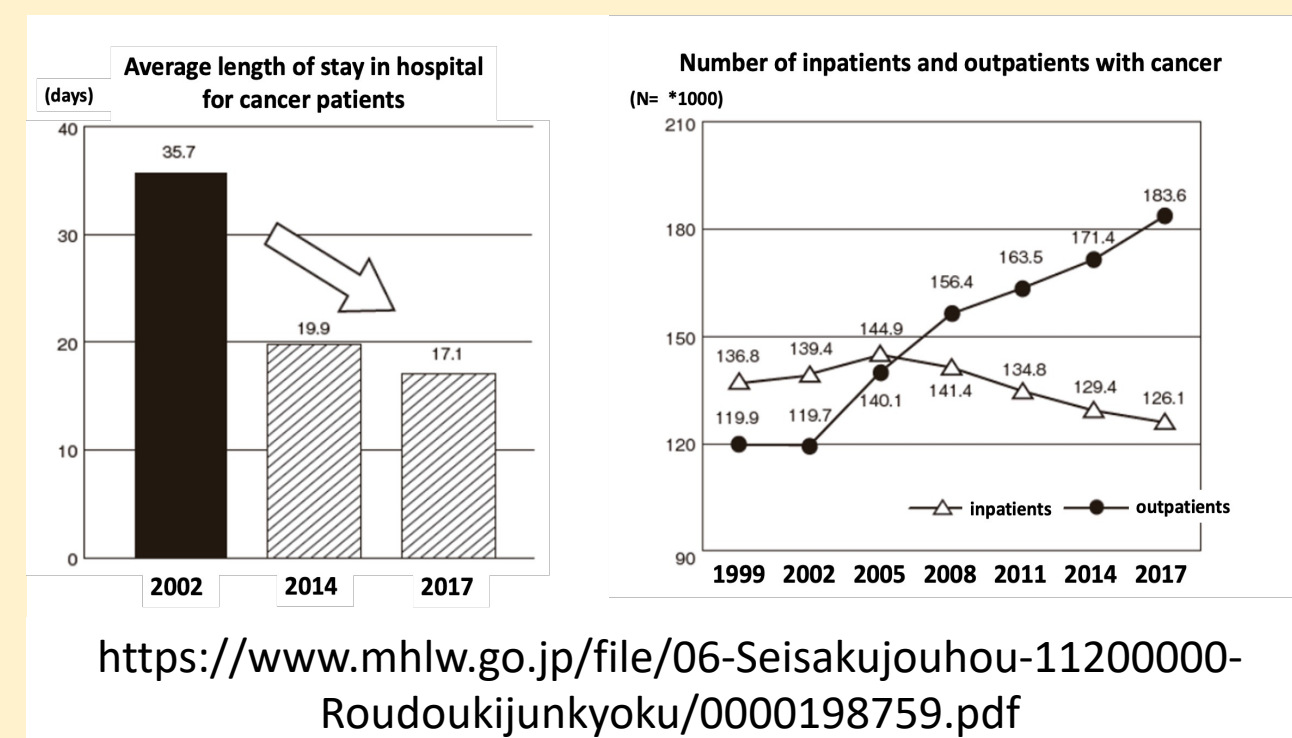 Average length of stay in hospital
for cancer patients
(days)
40
30
20
10
0
35.7
19.9
17.1
2002 2014 2017
Number of inpatients and outpatients with cancer
(N= *1000)
210
180
150
120
90
136.8
139.4
144.9
141.4
134.8
129.4
126.1
119.9
119.7
140.1
156.4
163.5
171.4
183.6
inpatients outpatients
1999 2002 2005 2008 2011 2014 2017
https://www.mhlw.go.jp/file/06-Seisakujouhou-11200000-
Roudoukijunkyoku/0000198759.pdf